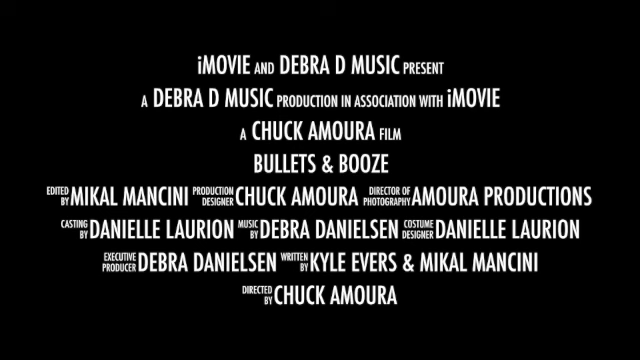 iMOVIE AND DEBRA D MUSIC PRESENT
A DEBRA D MUSIC PRODUCTION IN ASSOCIATION WITH iMOVIE
A CHUCK AMOURA FILM
BULLETS & BOOZE
EDITED BY MIKAL MANCINI PRODUCTION DESIGNER CHUCK AMOURA DIRECTOR OF PHOTOGRAPHY AMOURA PRODUCTIONS
CASTING BY DANIELLE LAURION MUSIC BY DEBRA DANIELSEN COSTUME DESIGNER DANIELLE LAURION
EXECUTIVE PRODUCER DEBRA DANIELSEN WRITTEN BY KYLE EVERS & MIKAL MANCINI
DIRECTED BY CHUCK AMOURA